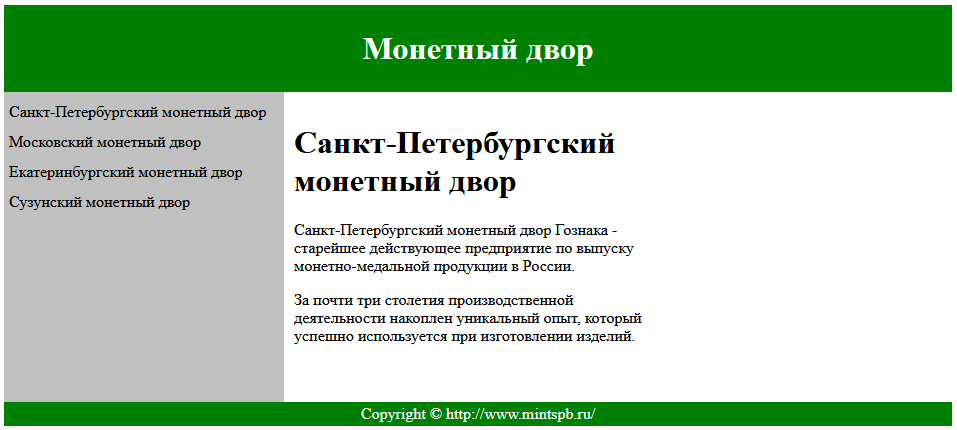 Монетный двор
Санкт-Петербургский монетный двор
Московский монетный двор
Екатеринбургский монетный двор
Сузунский монетный двор
Санкт-Петербургский
монетный двор
Санкт-Петербургский монетный двор Гознака -
старейшее действующее предприятие по выпуску
монетно-медальной продукции в России.
За почти три столетия производственной
деятельности накоплен уникальный опыт, который
успешно используется при изготовлении изделий.
Copyright © http://www.mintspb.ru/